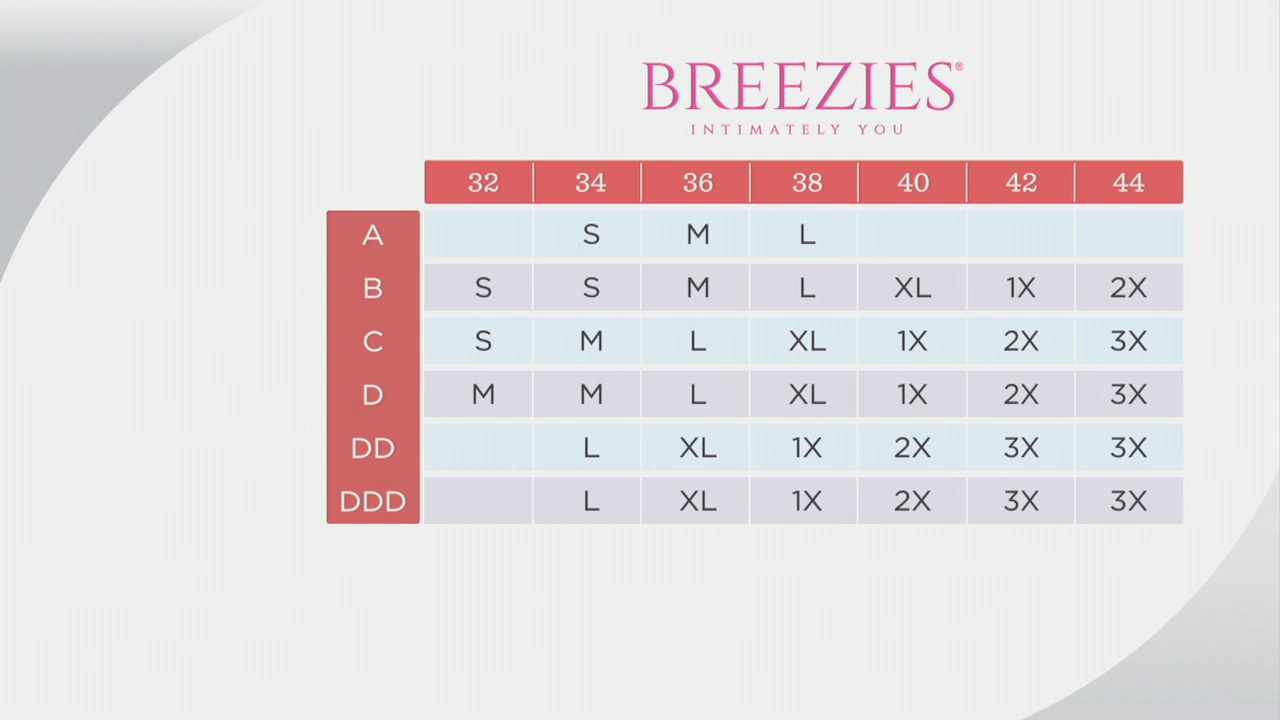 BREEZIES®
INTIMATELY YOU
32 34 36 38 40 42 44
A S M L
B S S M L XL 1X 2X
C S M L XL 1X 2X 3X
D M M L XL 1X 2X 3X
DD L XL 1X 2X 3X 3X
DDD L XL 1X 2X 3X 3X